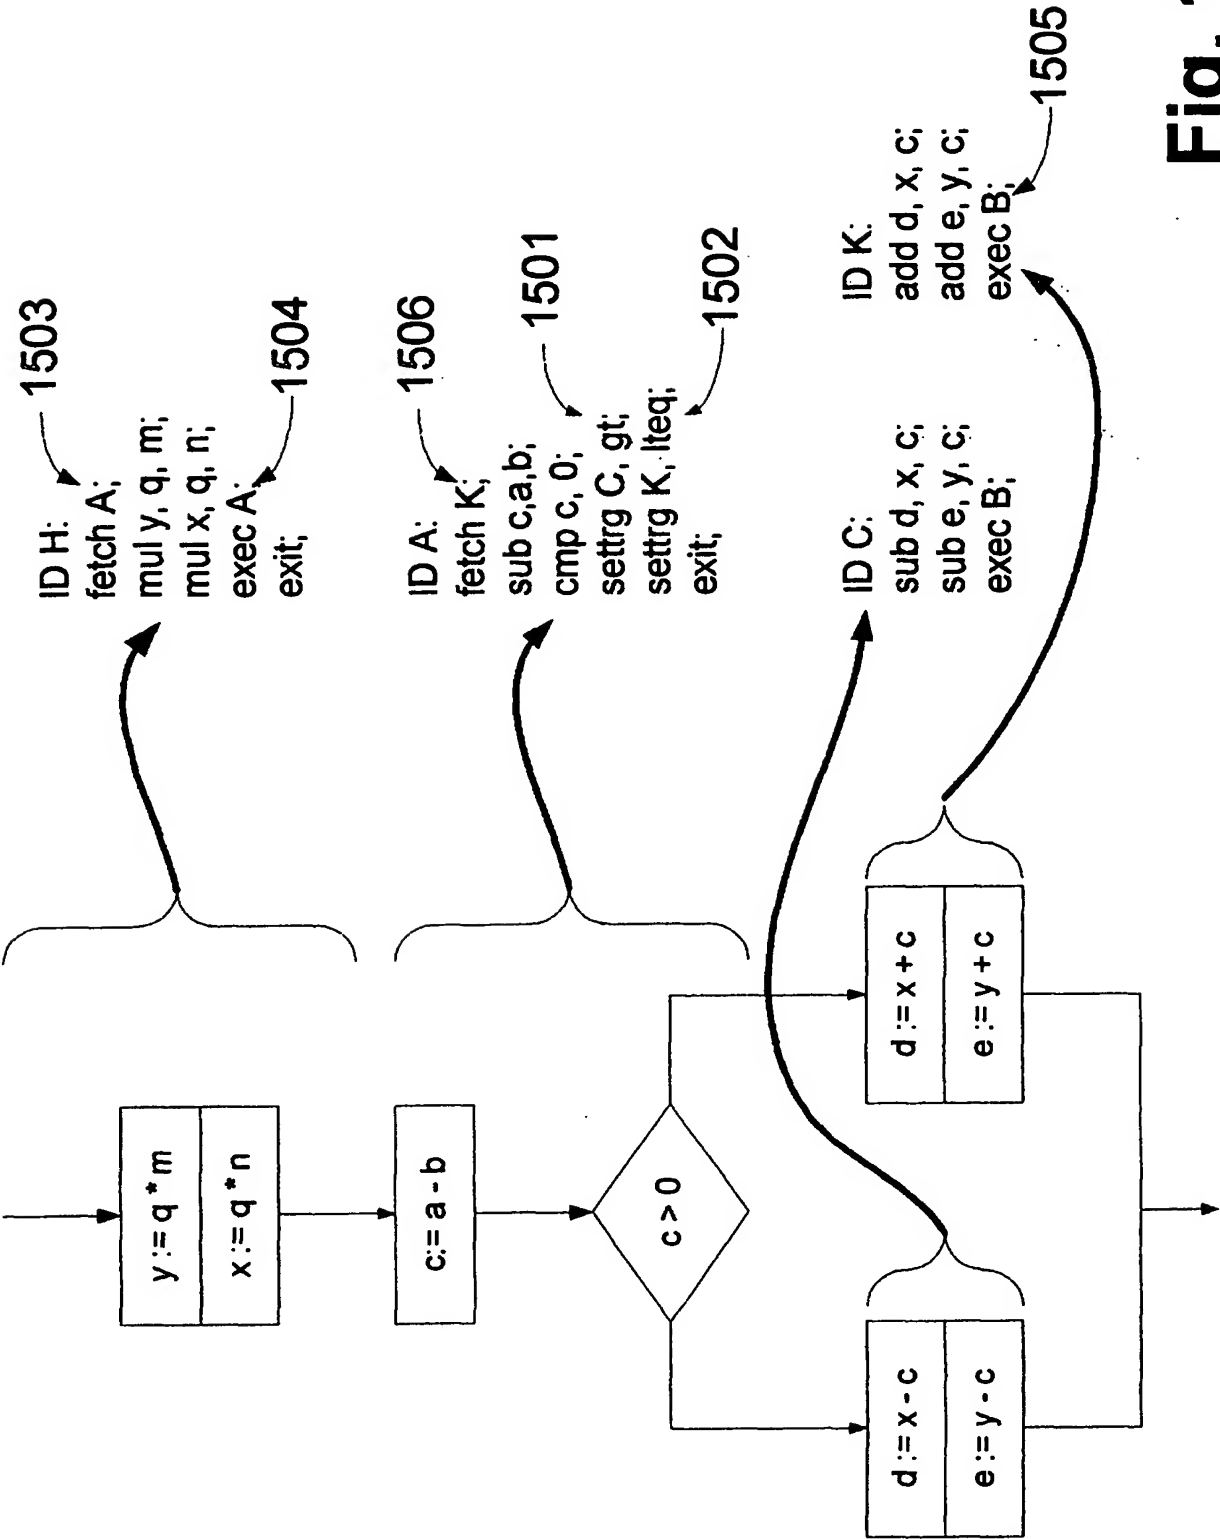 y := q * m
x := q * n
c:= a - b
c > 0
d := x - c
e := y - c
d := x + c
e := y + c
ID H:
fetch A;
mul y, q, m;
mul x, q, n;
exec A;
exit;
1503
1504
ID A:
fetch K;
sub c,a,b;
cmp c, 0;
settrg C, gt;
settrg K, lteq;
exit;
1506
1501
1502
ID C:
sub d, x, c;
sub e, y, c;
exec B;
ID K:
add d, x, c;
add e, y, c;
exec B;
1505
Fig.